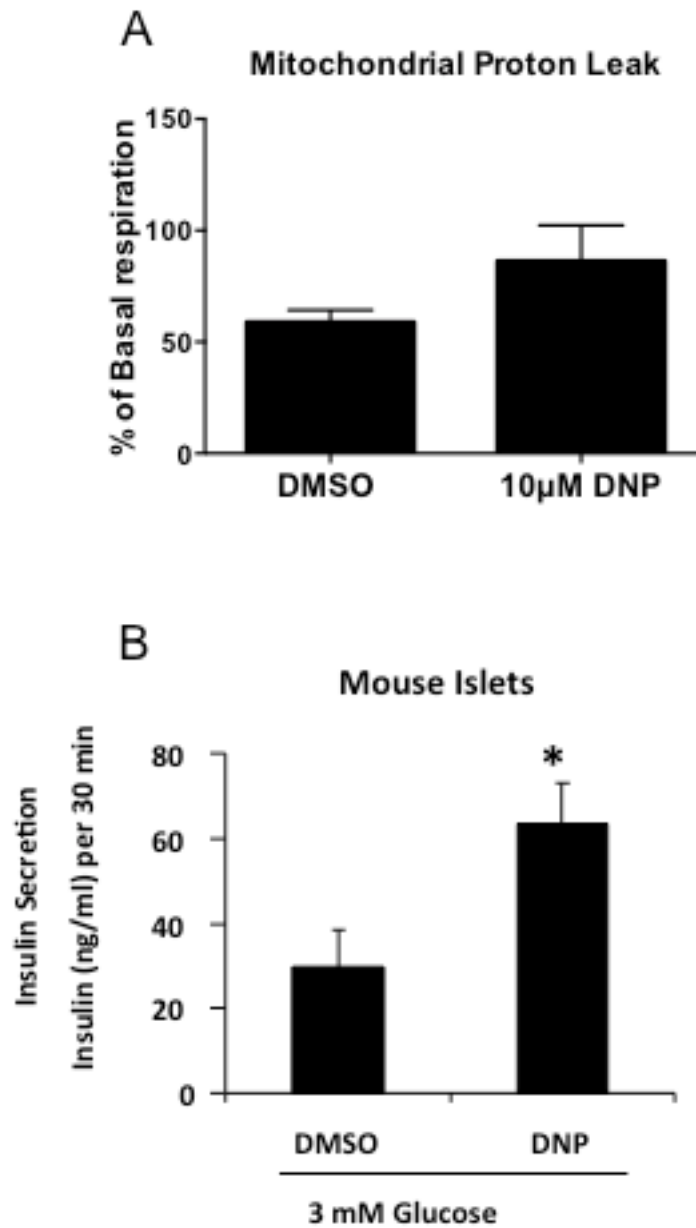 A
Mitochondrial Proton Leak
% of Basal respiration
150
100
50
0
DMSO 10µM DNP
B
Mouse Islets
Insulin Secretion
Insulin (ng/ml) per 30 min
80
60
40
20
0
*
DMSO DNP
3 mM Glucose